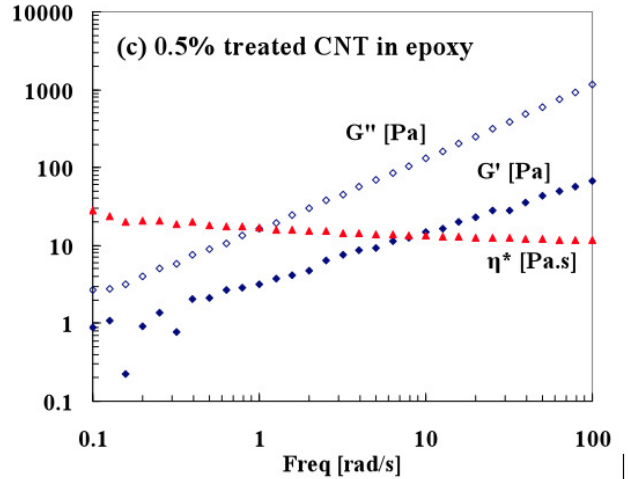 10000
(c) 0.5% treated CNT in epoxy
1000
G" [Pa]
G' [Pa]
100
10
η* [Pa.s]
1
0.1
0.1 1 10 100
Freq [rad/s]